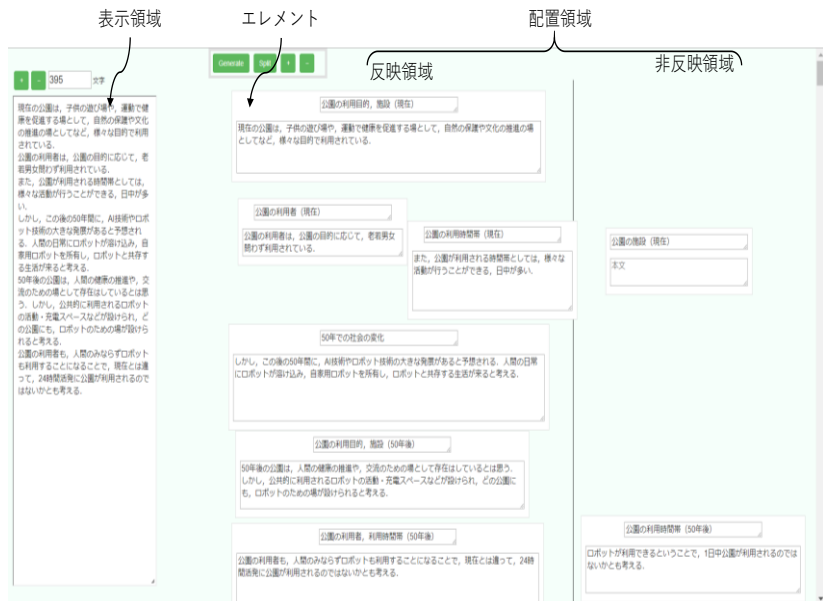 表示領域
エレメント
配置領域
反映領域
非反映領域
Generate Split + -
+ - 395 文字
現在の公園は，子供の遊び場や，運動で健
康を促進する場として，自然の保護や文化
の推進の場としてなど，様々な目的で利用
されている．
公園の利用者は，公園の目的に応じて，老
若男女問わず利用されている．
また，公園が利用される時間帯としては，
様々な活動が行うことができる，日中が多
い．
しかし，この後の50年間に，AI技術やロボ
ット技術の大きな発展があると予想され
る．人間の日常にロボットが溶け込み，自
家用ロボットを所有し，ロボットと共存す
る生活が来ると考える．
50年後の公園は，人間の健康の推進や，交
流のための場として存在はしているとは思
う．しかし，公共的に利用されるロボット
の活動・充電スペースなどが設けられ，ど
の公園にも，ロボットのための場が設けら
れると考える．
公園の利用者も，人間のみならずロボット
も利用することになることで，現在とは違
って，24時間活発に公園が利用されるので
はないかとも考える．
公園の利用目的，施設（現在）
現在の公園は，子供の遊び場や，運動で健康を促進する場として，自然の保護や文化の推進の場
としてなど，様々な目的で利用されている．
公園の利用者（現在）
公園の利用者は，公園の目的に応じて，老若男女
問わず利用されている．
公園の利用時間帯（現在）
また，公園が利用される時間帯としては，様々な
活動が行うことができる，日中が多い．
公園の施設（現在）
本文
50年での社会の変化
しかし，この後の50年間に，AI技術やロボット技術の大きな発展があると予想される．人間の日常
にロボットが溶け込み，自家用ロボットを所有し，ロボットと共存する生活が来ると考える．
公園の利用目的，施設（50年後）
50年後の公園は，人間の健康の推進や，交流のための場として存在はしているとは思う．
しかし，公共的に利用されるロボットの活動・充電スペースなどが設けられ，どの公園に
も，ロボットのための場が設けられると考える．
公園の利用者，利用時間帯（50年後）
公園の利用者も，人間のみならずロボットも利用することになることで，現在とは違って，24時
間活発に公園が利用されるのではないかとも考える．
公園の利用時間帯（50年後）
ロボットが利用できるということで，1日中公園が利用されるのでは
ないかとも考える．